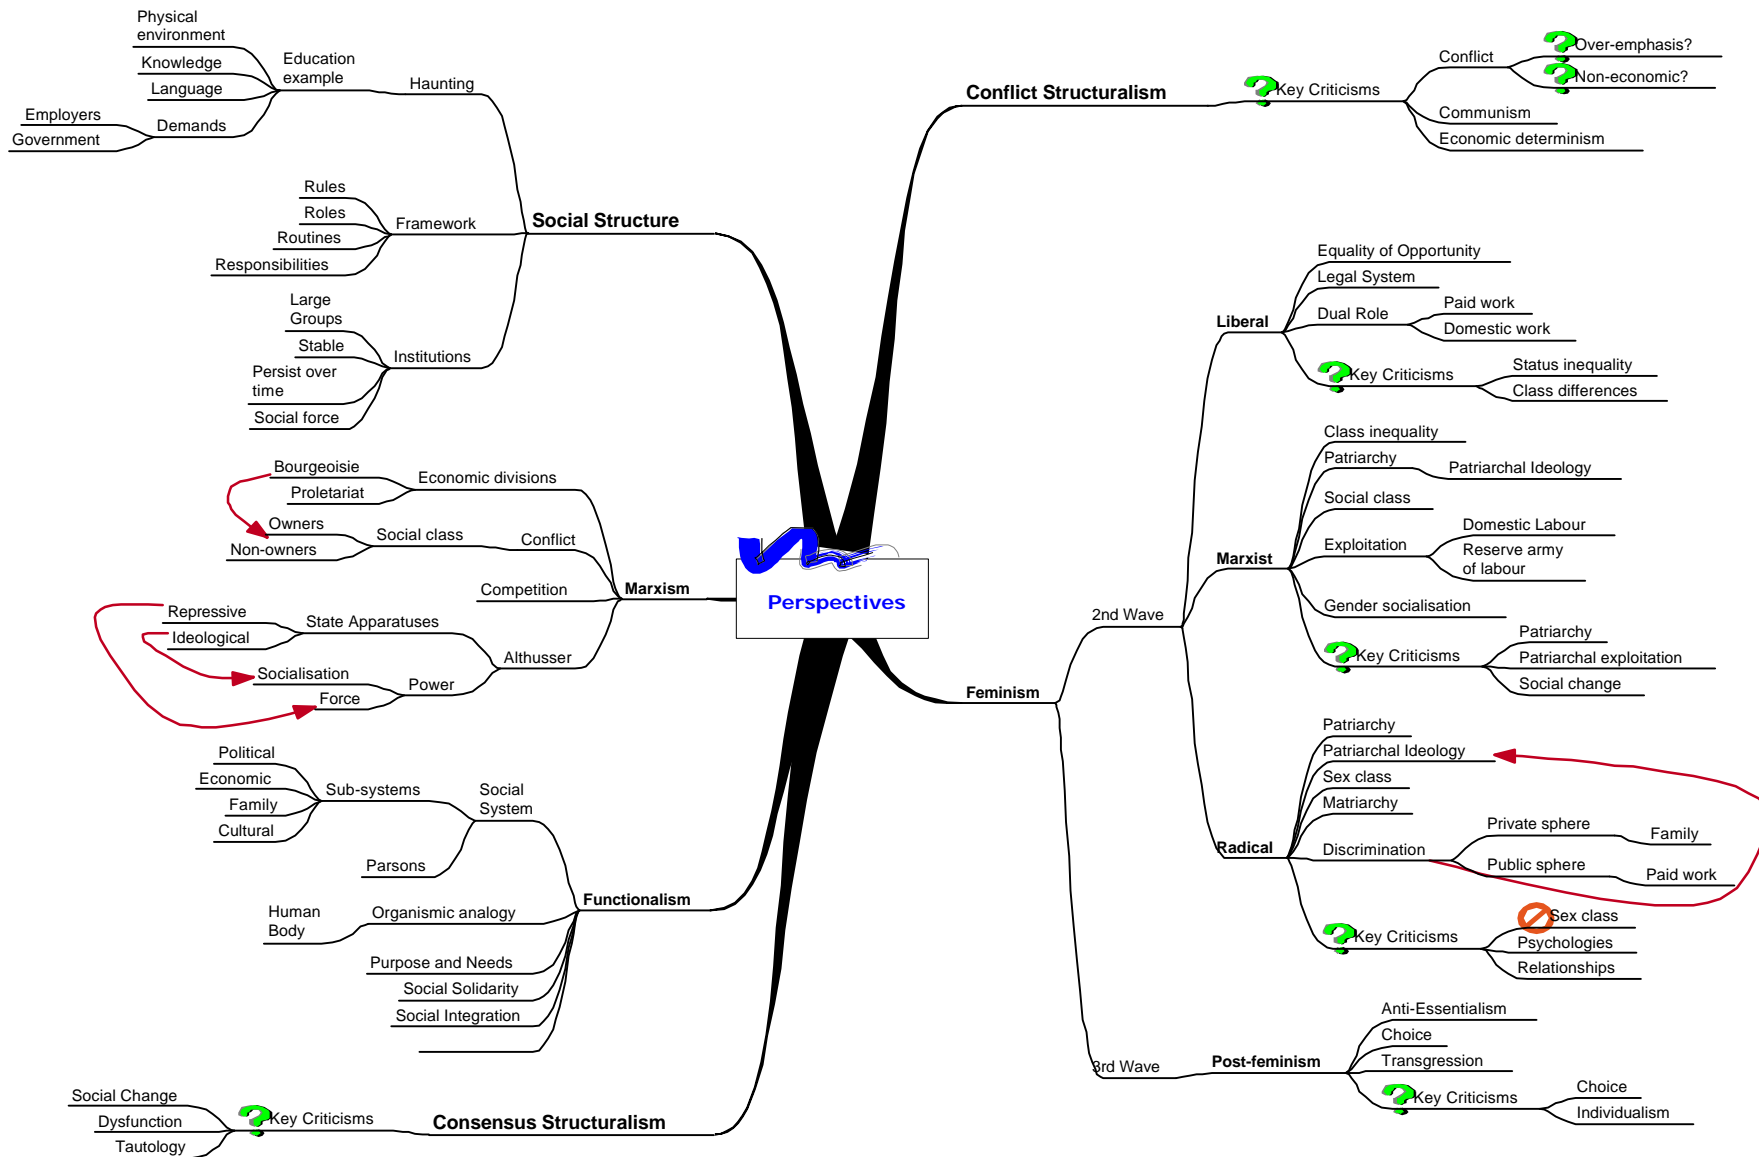 Physical
environment
Knowledge
Language
Employers
Government
Demands
Education
example
Haunting
Rules
Roles
Routines
Responsibilities
Framework
Large
Groups
Stable
Persist over
time
Social force
Institutions
Social Structure
Bourgeoisie
Proletariat
Economic divisions
Owners
Non-owners
Social class
Conflict
Competition
Repressive
Ideological
State Apparatuses
Socialisation
Force
Power
Althusser
Marxism
Political
Economic
Family
Cultural
Sub-systems
Social
System
Parsons
Human
Body
Organismic analogy
Purpose and Needs
Social Solidarity
Social Integration
Functionalism
Social Change
Dysfunction
Tautology
Key Criticisms
Consensus Structuralism
Perspectives
Conflict Structuralism
Key Criticisms
Conflict
Over-emphasis?
Non-economic?
Communism
Economic determinism
Feminism
2nd Wave
Liberal
Equality of Opportunity
Legal System
Dual Role
Paid work
Domestic work
Key Criticisms
Status inequality
Class differences
Marxist
Class inequality
Patriarchy
Patriarchal Ideology
Social class
Exploitation
Domestic Labour
Reserve army
of labour
Gender socialisation
Key Criticisms
Patriarchy
Patriarchal exploitation
Social change
Radical
Patriarchy
Patriarchal Ideology
Sex class
Matriarchy
Discrimination
Private sphere
Family
Public sphere
Paid work
Key Criticisms
Sex class
Psychologies
Relationships
3rd Wave
Post-feminism
Anti-Essentialism
Choice
Transgression
Key Criticisms
Choice
Individualism